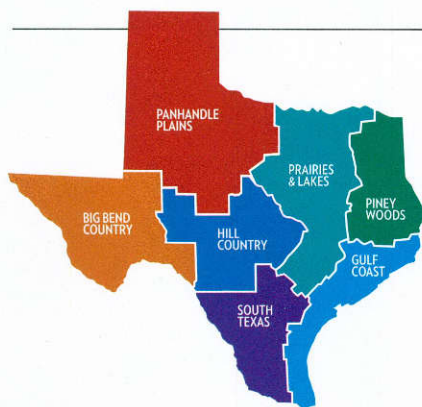 PANHANDLE
PLAINS
PRAIRIES
& LAKES
PINEY
WOODS
BIG BEND
COUNTRY
HILL
COUNTRY
GULF
COAST
SOUTH
TEXAS